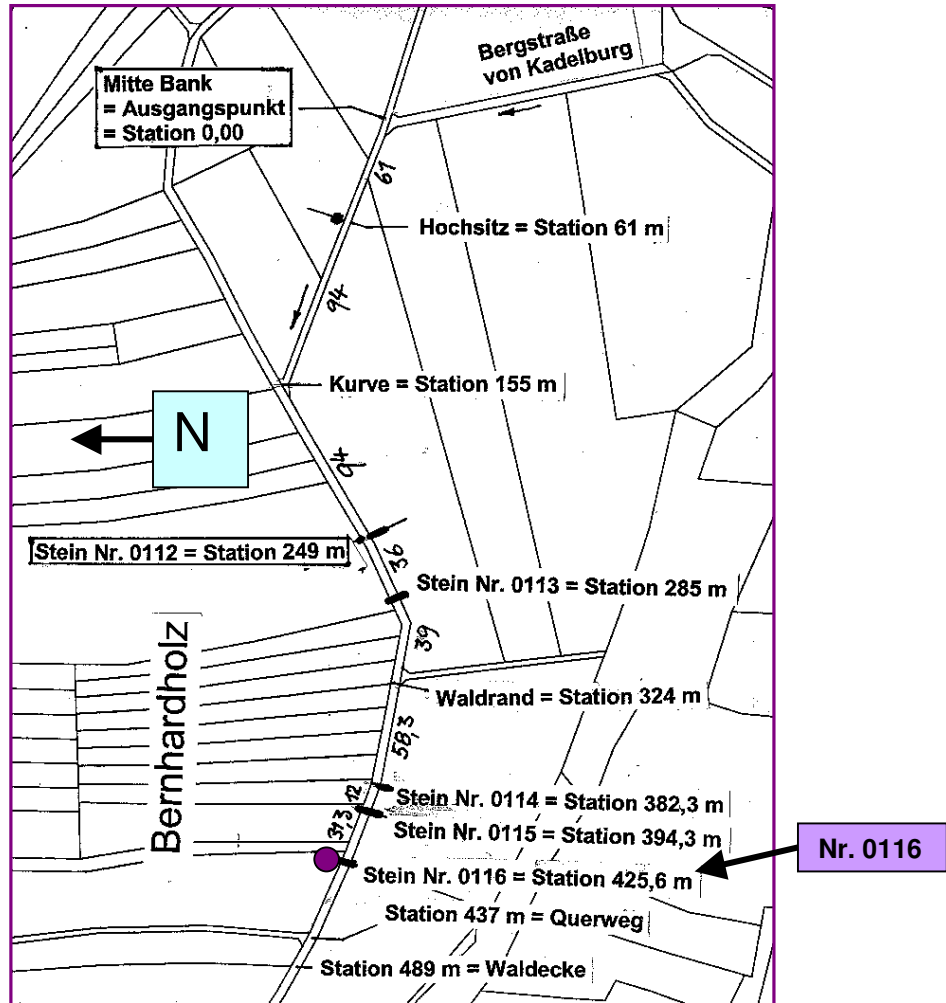 Bergstraße
von Kadelburg
Mitte Bank
= Ausgangspunkt
= Station 0,00
61
Hochsitz = Station 61 m
94
Kurve = Station 155 m
N
94
Stein Nr. 0112 = Station 249 m
36
Stein Nr. 0113 = Station 285 m
39
Bernhardholz
Waldrand = Station 324 m
58,3
12
Stein Nr. 0114 = Station 382,3 m
31,3
Stein Nr. 0115 = Station 394,3 m
Nr. 0116
Stein Nr. 0116 = Station 425,6 m
Station 437 m = Querweg
Station 489 m = Waldecke